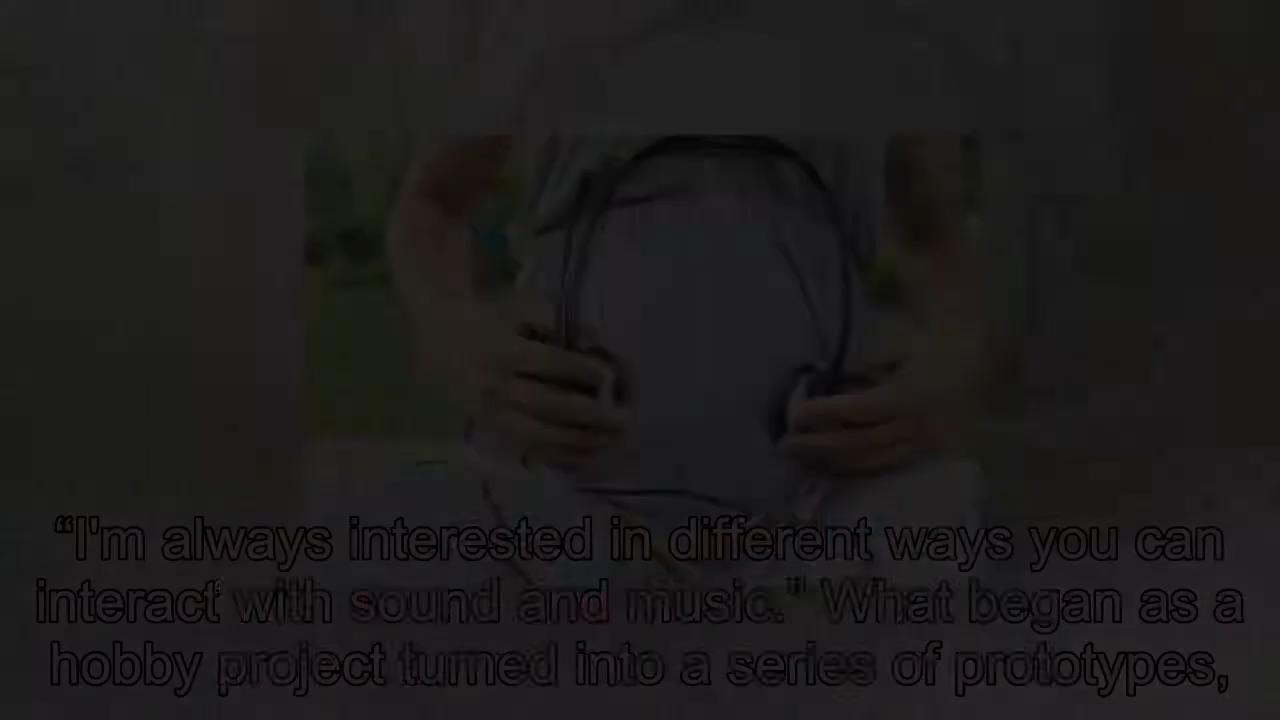 “I'm always interested in different ways you can
interact with sound and music." What began as a
hobby project turned into a series of prototypes,